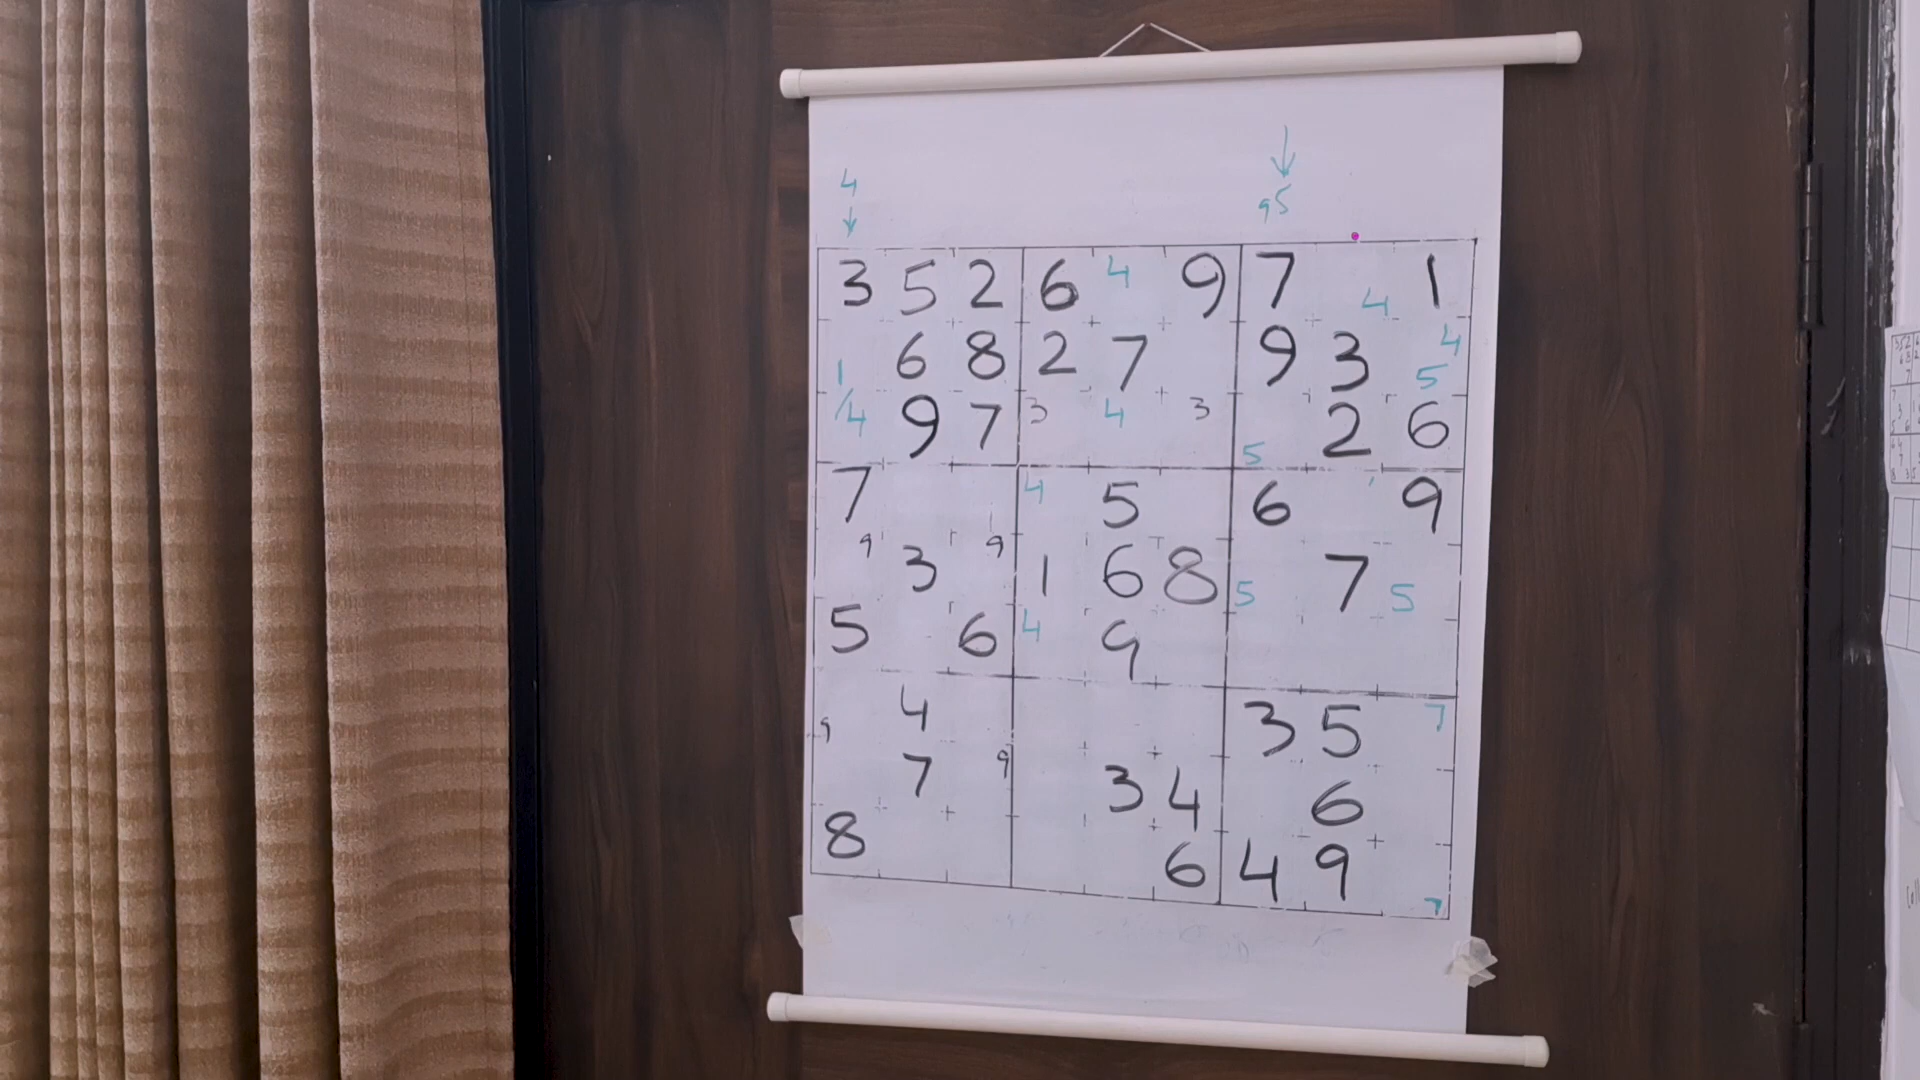 4
95
3 5 2 6 4 9 7 4 1
6 8 2 7 9 3 4
1 5
/4 9 7 3 4 3 2 6
5
7 4 5 6 9
9 3 9 1 6 8 5 7 5
5 6 4 9
4 3 5 7
9
7 9 3 4 6
8 6 4 9
7